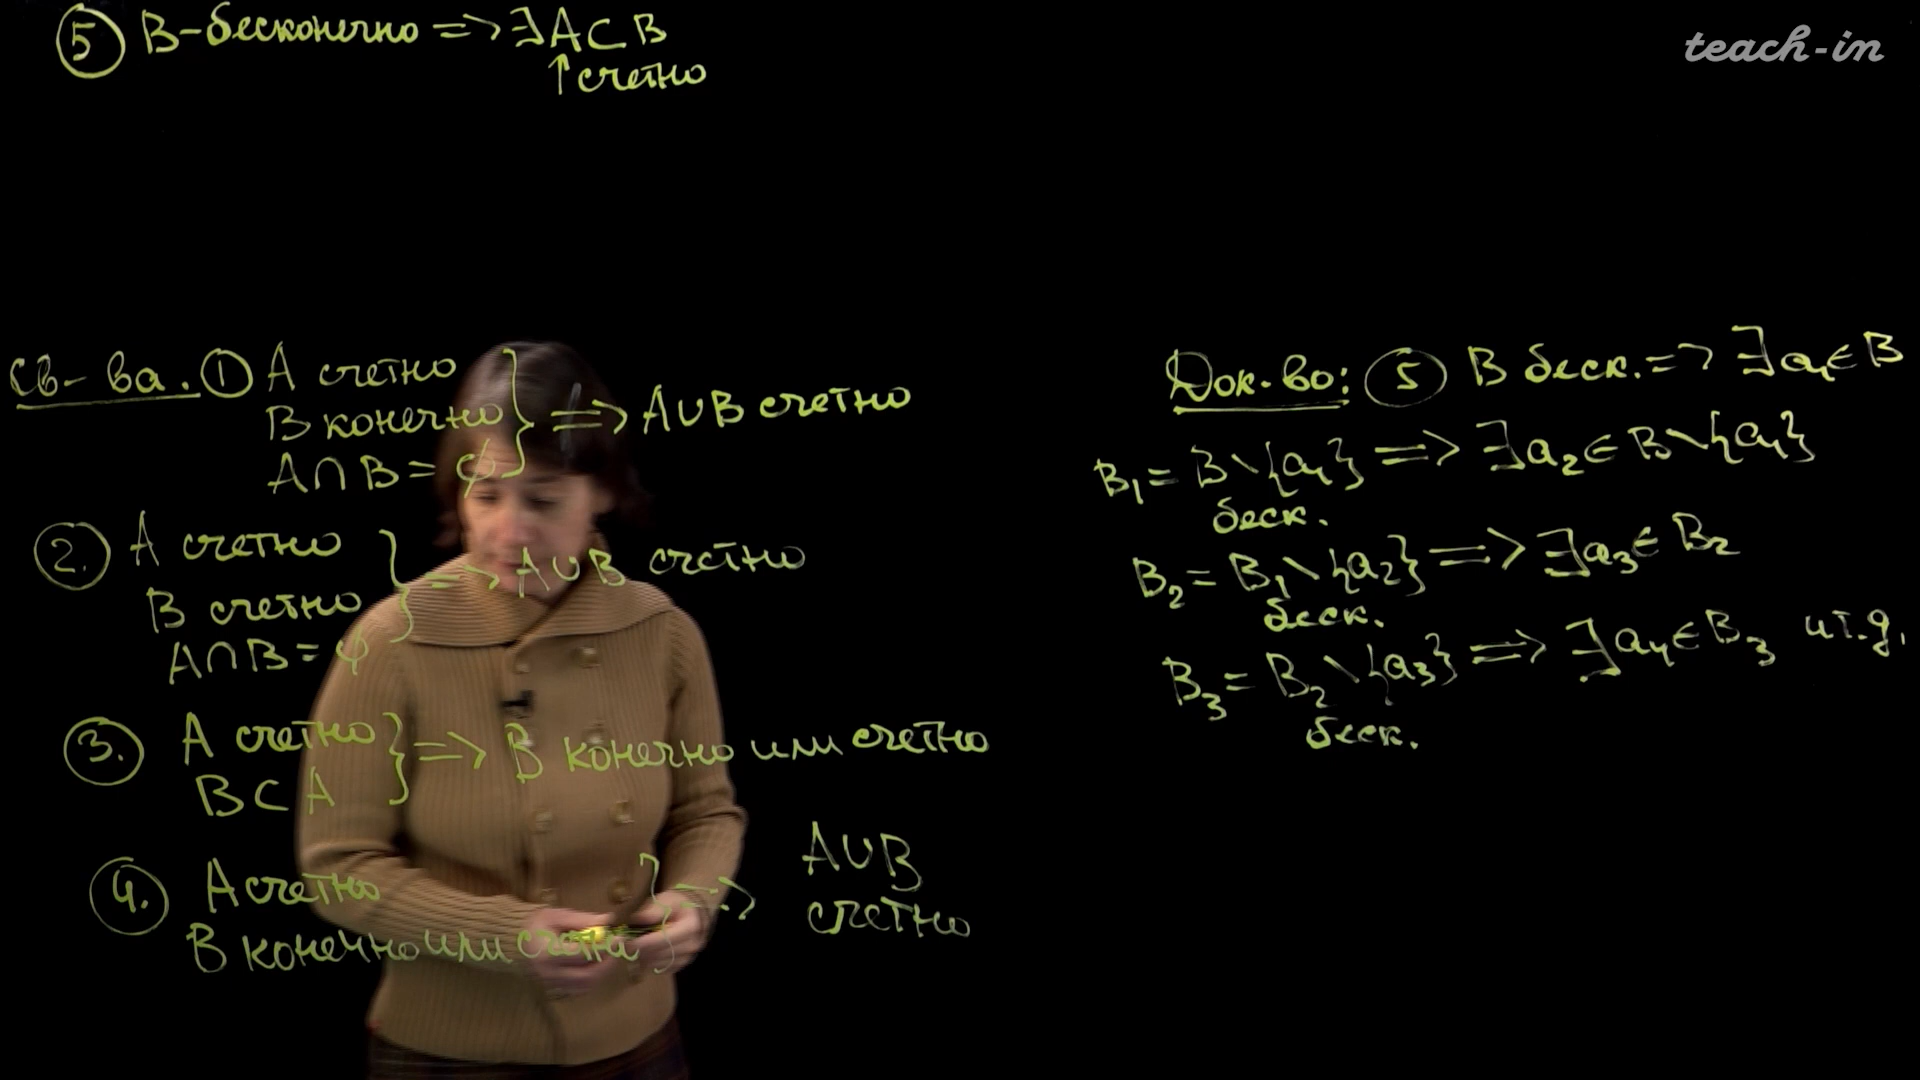 ⑤ В-бесконечно => ∃ A ⊂ B
↑ счетно
teach-in
Св-ва. ① А счетно
В конечно
A ∩ B = ∅
} => A ∪ B счетно
②. А счетно
В счетно
A ∩ B = ∅
} => A ∪ B счетно
③. А счетно
B ⊂ A
} => В конечно или счетно
④. А счетно
В конечно или счетно
} => A ∪ B
счетно
Док-во: ⑤ В беск. => ∃ a₁ ∈ B
B₁ = B \ {a₁} => ∃ a₂ ∈ B \ {a₁}
беск.
B₂ = B₁ \ {a₂} => ∃ a₃ ∈ B₂
беск.
B₃ = B₂ \ {a₃} => ∃ a₄ ∈ B₃ и т.д.
беск.